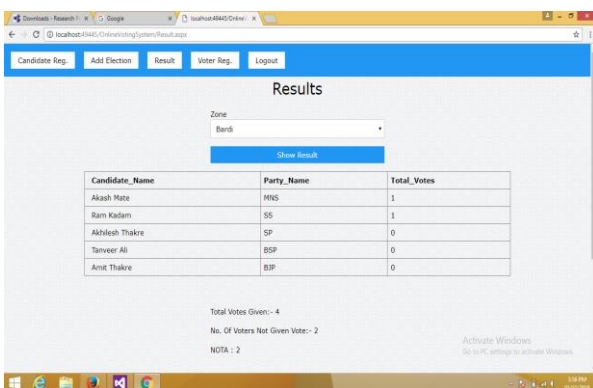 Downloads - Research P
Google
localhost:49445/Online
localhost:49445/OnlineVotingSystem/Result.aspx
Candidate Reg. Add Election Result Voter Reg. Logout
Results
Zone
Bardi
Show Result
Candidate_Name Party_Name Total_Votes
Akash Mate MNS 1
Ram Kadam SS 1
Akhilesh Thakre SP 0
Tanveer Ali BSP 0
Amit Thakre BJP 0
Total Votes Given:- 4
No. Of Voters Not Given Vote:- 2
NOTA : 2
Activate Windows
Go to PC settings to activate Windows.
3:56 PM